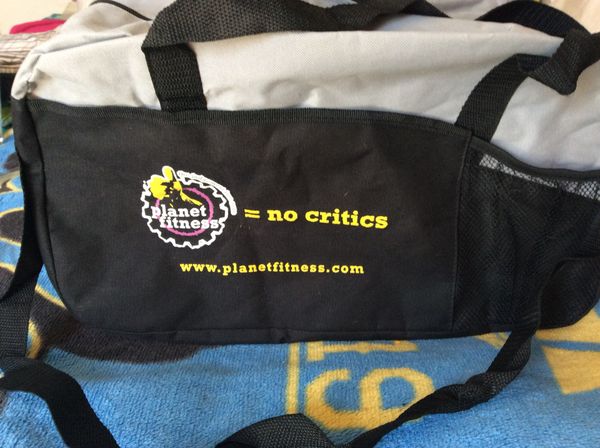 planet
fitness
= no critics
www.planetfitness.com